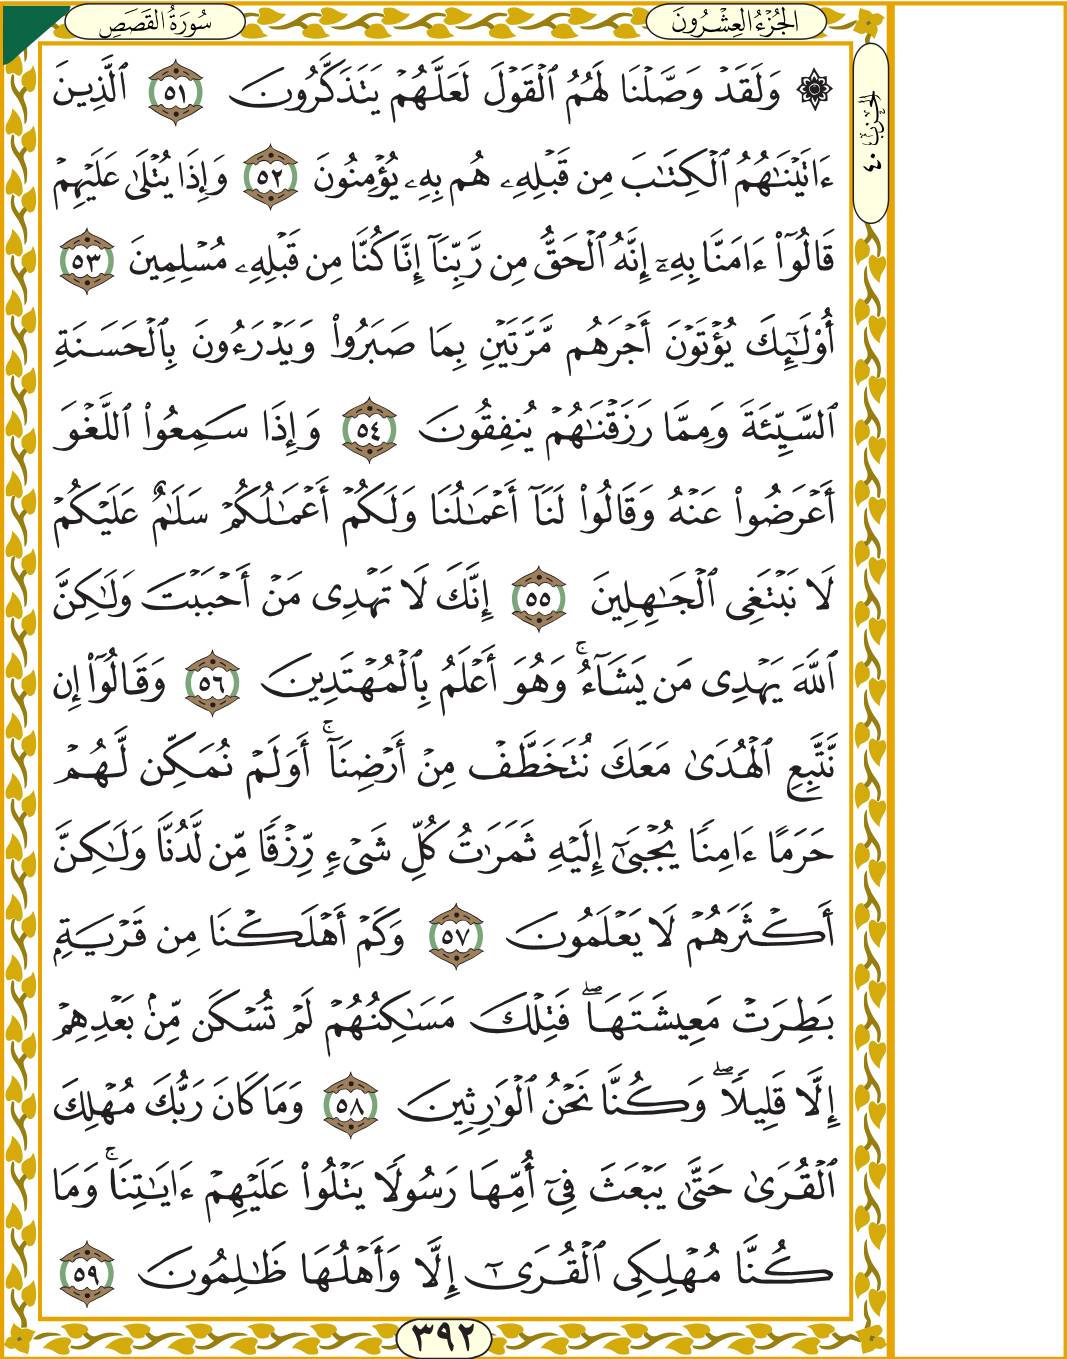 سُورَةُ القَصَصِ
الجُزْءُ العِشْرُونَ
الحِزْبُ ٤٠
۞ وَلَقَدْ وَصَّلْنَا لَهُمُ ٱلْقَوْلَ لَعَلَّهُمْ يَتَذَكَّرُونَ ٥١ ٱلَّذِينَ
ءَاتَيْنَٰهُمُ ٱلْكِتَٰبَ مِن قَبْلِهِۦ هُم بِهِۦ يُؤْمِنُونَ ٥٢ وَإِذَا يُتْلَىٰ عَلَيْهِمْ
قَالُوٓا۟ ءَامَنَّا بِهِۦٓ إِنَّهُ ٱلْحَقُّ مِن رَّبِّنَآ إِنَّا كُنَّا مِن قَبْلِهِۦ مُسْلِمِينَ ٥٣
أُو۟لَٰٓئِكَ يُؤْتَوْنَ أَجْرَهُم مَّرَّتَيْنِ بِمَا صَبَرُوا۟ وَيَدْرَءُونَ بِٱلْحَسَنَةِ
ٱلسَّيِّئَةَ وَمِمَّا رَزَقْنَٰهُمْ يُنفِقُونَ ٥٤ وَإِذَا سَمِعُوا۟ ٱللَّغْوَ
أَعْرَضُوا۟ عَنْهُ وَقَالُوا۟ لَنَآ أَعْمَٰلُنَا وَلَكُمْ أَعْمَٰلُكُمْ سَلَٰمٌ عَلَيْكُمْ
لَا نَبْتَغِى ٱلْجَٰهِلِينَ ٥٥ إِنَّكَ لَا تَهْدِى مَنْ أَحْبَبْتَ وَلَٰكِنَّ
ٱللَّهَ يَهْدِى مَن يَشَآءُ ۚ وَهُوَ أَعْلَمُ بِٱلْمُهْتَدِينَ ٥٦ وَقَالُوٓا۟ إِن
نَّتَّبِعِ ٱلْهُدَىٰ مَعَكَ نُتَخَطَّفْ مِنْ أَرْضِنَآ ۚ أَوَلَمْ نُمَكِّن لَّهُمْ
حَرَمًا ءَامِنًا يُجْبَىٰٓ إِلَيْهِ ثَمَرَٰتُ كُلِّ شَىْءٍ رِّزْقًا مِّن لَّدُنَّا وَلَٰكِنَّ
أَكْثَرَهُمْ لَا يَعْلَمُونَ ٥٧ وَكَمْ أَهْلَكْنَا مِن قَرْيَةٍۭ
بَطِرَتْ مَعِيشَتَهَا ۖ فَتِلْكَ مَسَٰكِنُهُمْ لَمْ تُسْكَن مِّنۢ بَعْدِهِمْ
إِلَّا قَلِيلًا ۖ وَكُنَّا نَحْنُ ٱلْوَٰرِثِينَ ٥٨ وَمَا كَانَ رَبُّكَ مُهْلِكَ
ٱلْقُرَىٰ حَتَّىٰ يَبْعَثَ فِىٓ أُمِّهَا رَسُولًا يَتْلُوا۟ عَلَيْهِمْ ءَايَٰتِنَا ۚ وَمَا
كُنَّا مُهْلِكِى ٱلْقُرَىٰٓ إِلَّا وَأَهْلُهَا ظَٰلِمُونَ ٥٩
٣٩٢